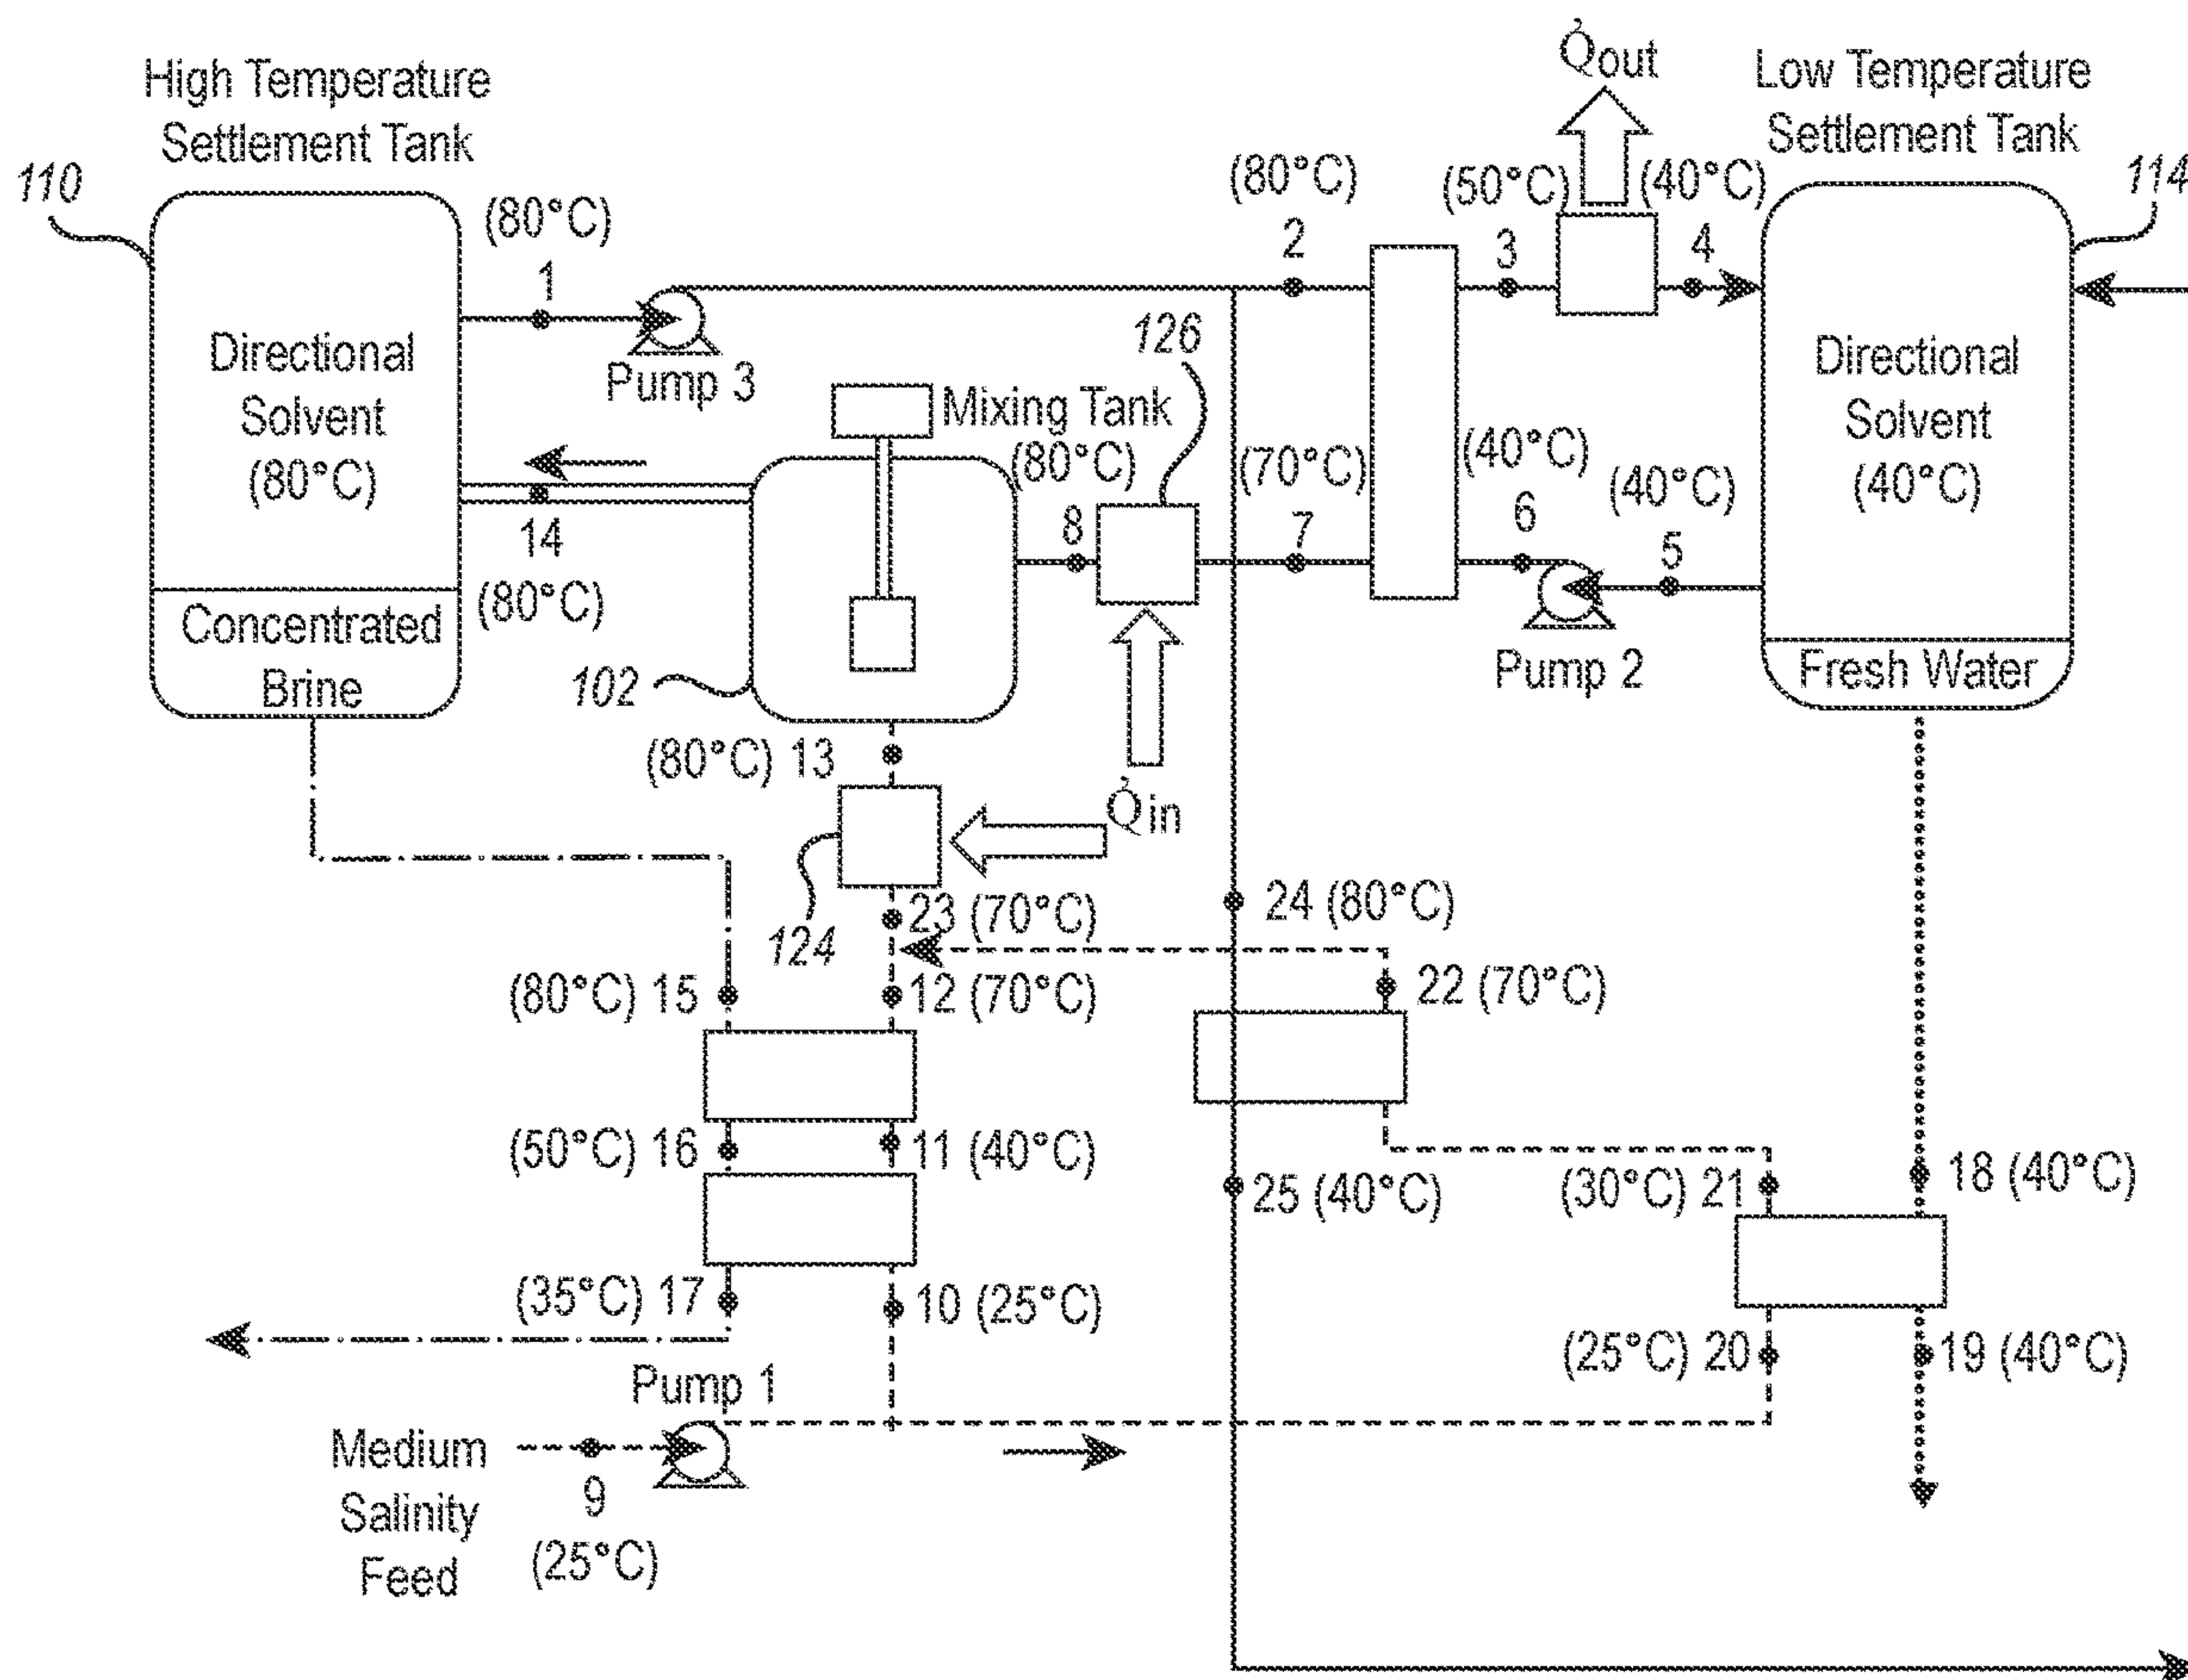 High Temperature
Settlement Tank
110
(80°C)
1
Directional
Solvent
(80°C)
Pump 3
14
(80°C)
Concentrated
Brine
Mixing Tank
(80°C)
8
126
102
(80°C) 13
Q̇in
124
23 (70°C)
(80°C)
2
(50°C)
3
Q̇out
(40°C)
4
Low Temperature
Settlement Tank
114
(70°C)
7
(40°C)
6
(40°C)
5
Pump 2
Directional
Solvent
(40°C)
Fresh Water
24 (80°C)
(80°C) 15
12 (70°C)
22 (70°C)
(50°C) 16
11 (40°C)
25 (40°C)
(30°C) 21
18 (40°C)
(35°C) 17
10 (25°C)
(25°C) 20
19 (40°C)
Pump 1
Medium
Salinity
Feed
9
(25°C)